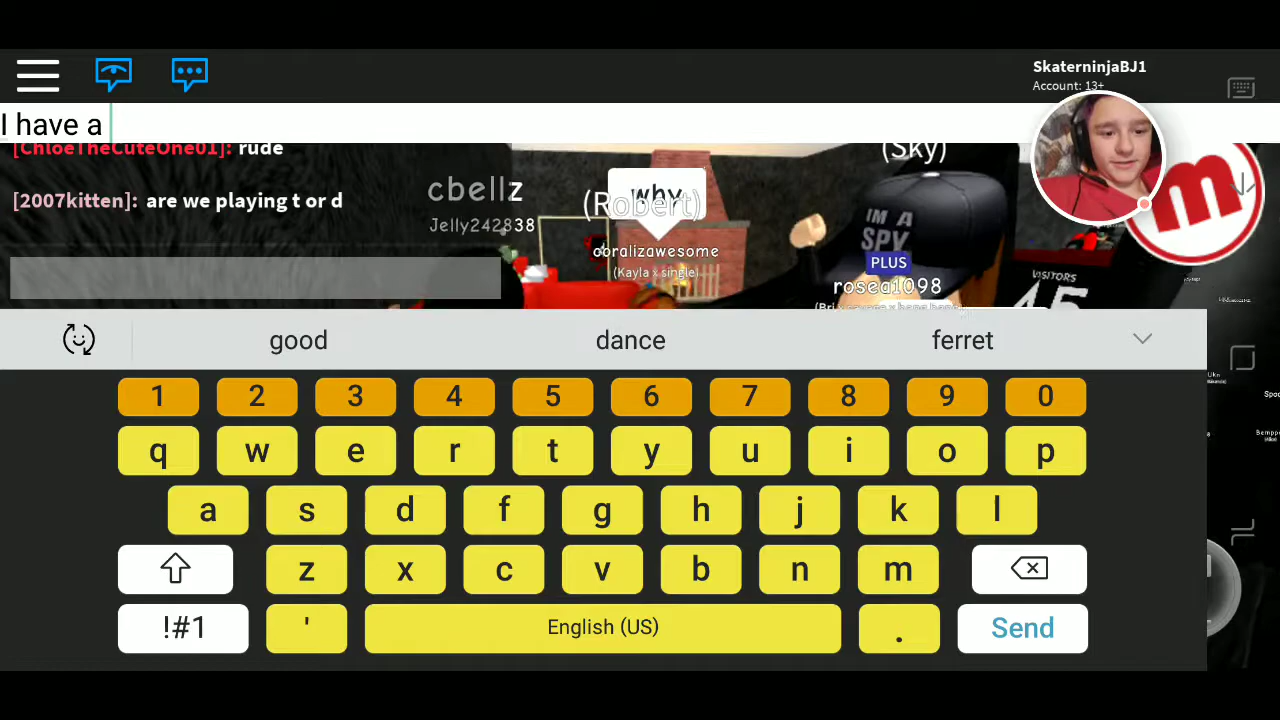 SkaterninjaBJ1
Account: 13+
I have a
[ChloeTheCuteOne01]: rude
(Sky)
[2007kitten]: are we playing t or d
cbellz
Jelly242838
why
(Robert)
ooralizawesome
(Kayla x single)
IM A
SPY
PLUS
rosea1098
VISITORS
45
m
good dance ferret
1 2 3 4 5 6 7 8 9 0
q w e r t y u i o p
a s d f g h j k l
z x c v b n m
!#1 ' English (US) . Send